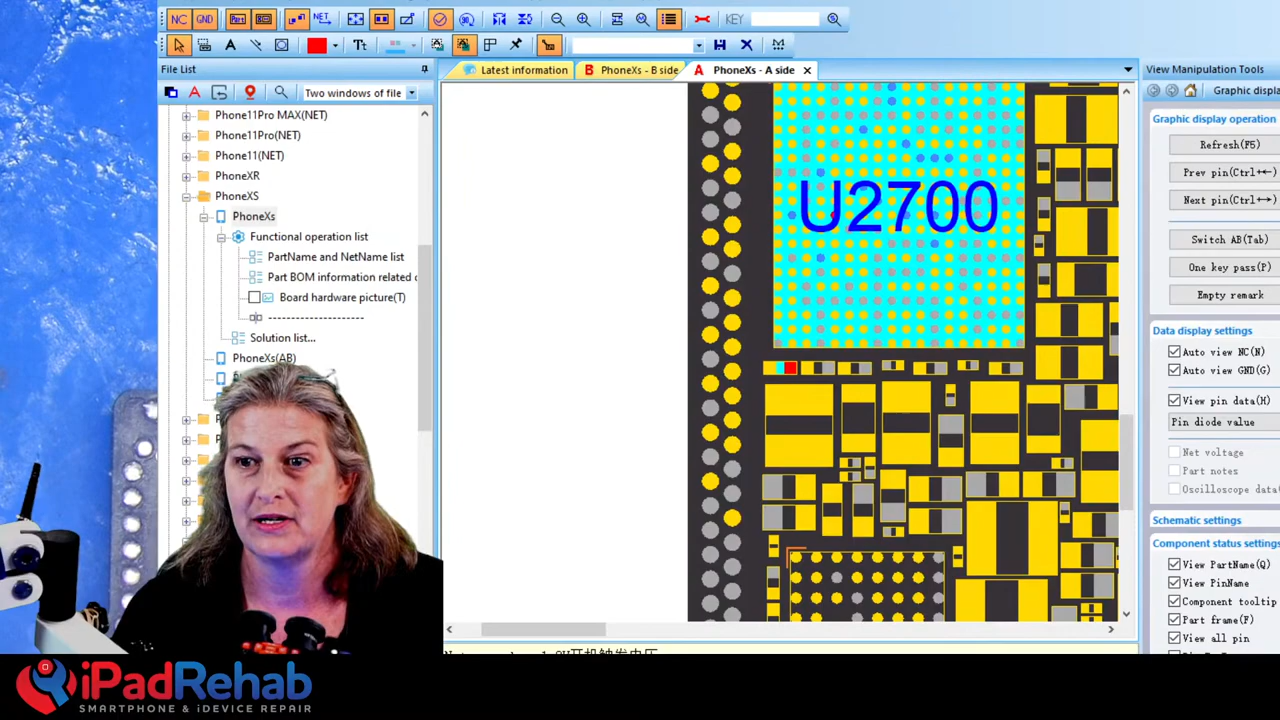 NC GND NET KEY
Tt
File List View Manipulation Tools
Latest information B PhoneXs - B side A PhoneXs - A side
A Two windows of file Graphic displa
Phone11Pro MAX(NET)
Phone11Pro(NET)
Phone11(NET)
PhoneXR
PhoneXS
PhoneXs
Functional operation list
PartName and NetName list
Part BOM information related c
Board hardware picture(T)
---------------------
Solution list...
PhoneXs(AB)
U2700
Graphic display operation
Refresh(F5)
Prev pin(Ctrl+←)
Next pin(Ctrl+→)
Switch AB(Tab)
One key pass(P)
Empty remark
Data display settings
Auto view NC(N)
Auto view GND(G)
View pin data(H)
Pin diode value
Net voltage
Part notes
Oscilloscope data(
Schematic settings
Component status settings
View PartName(Q)
View PinName
Component tooltip
Part frame(F)
View all pin
iPadRehab
SMARTPHONE & iDEVICE REPAIR